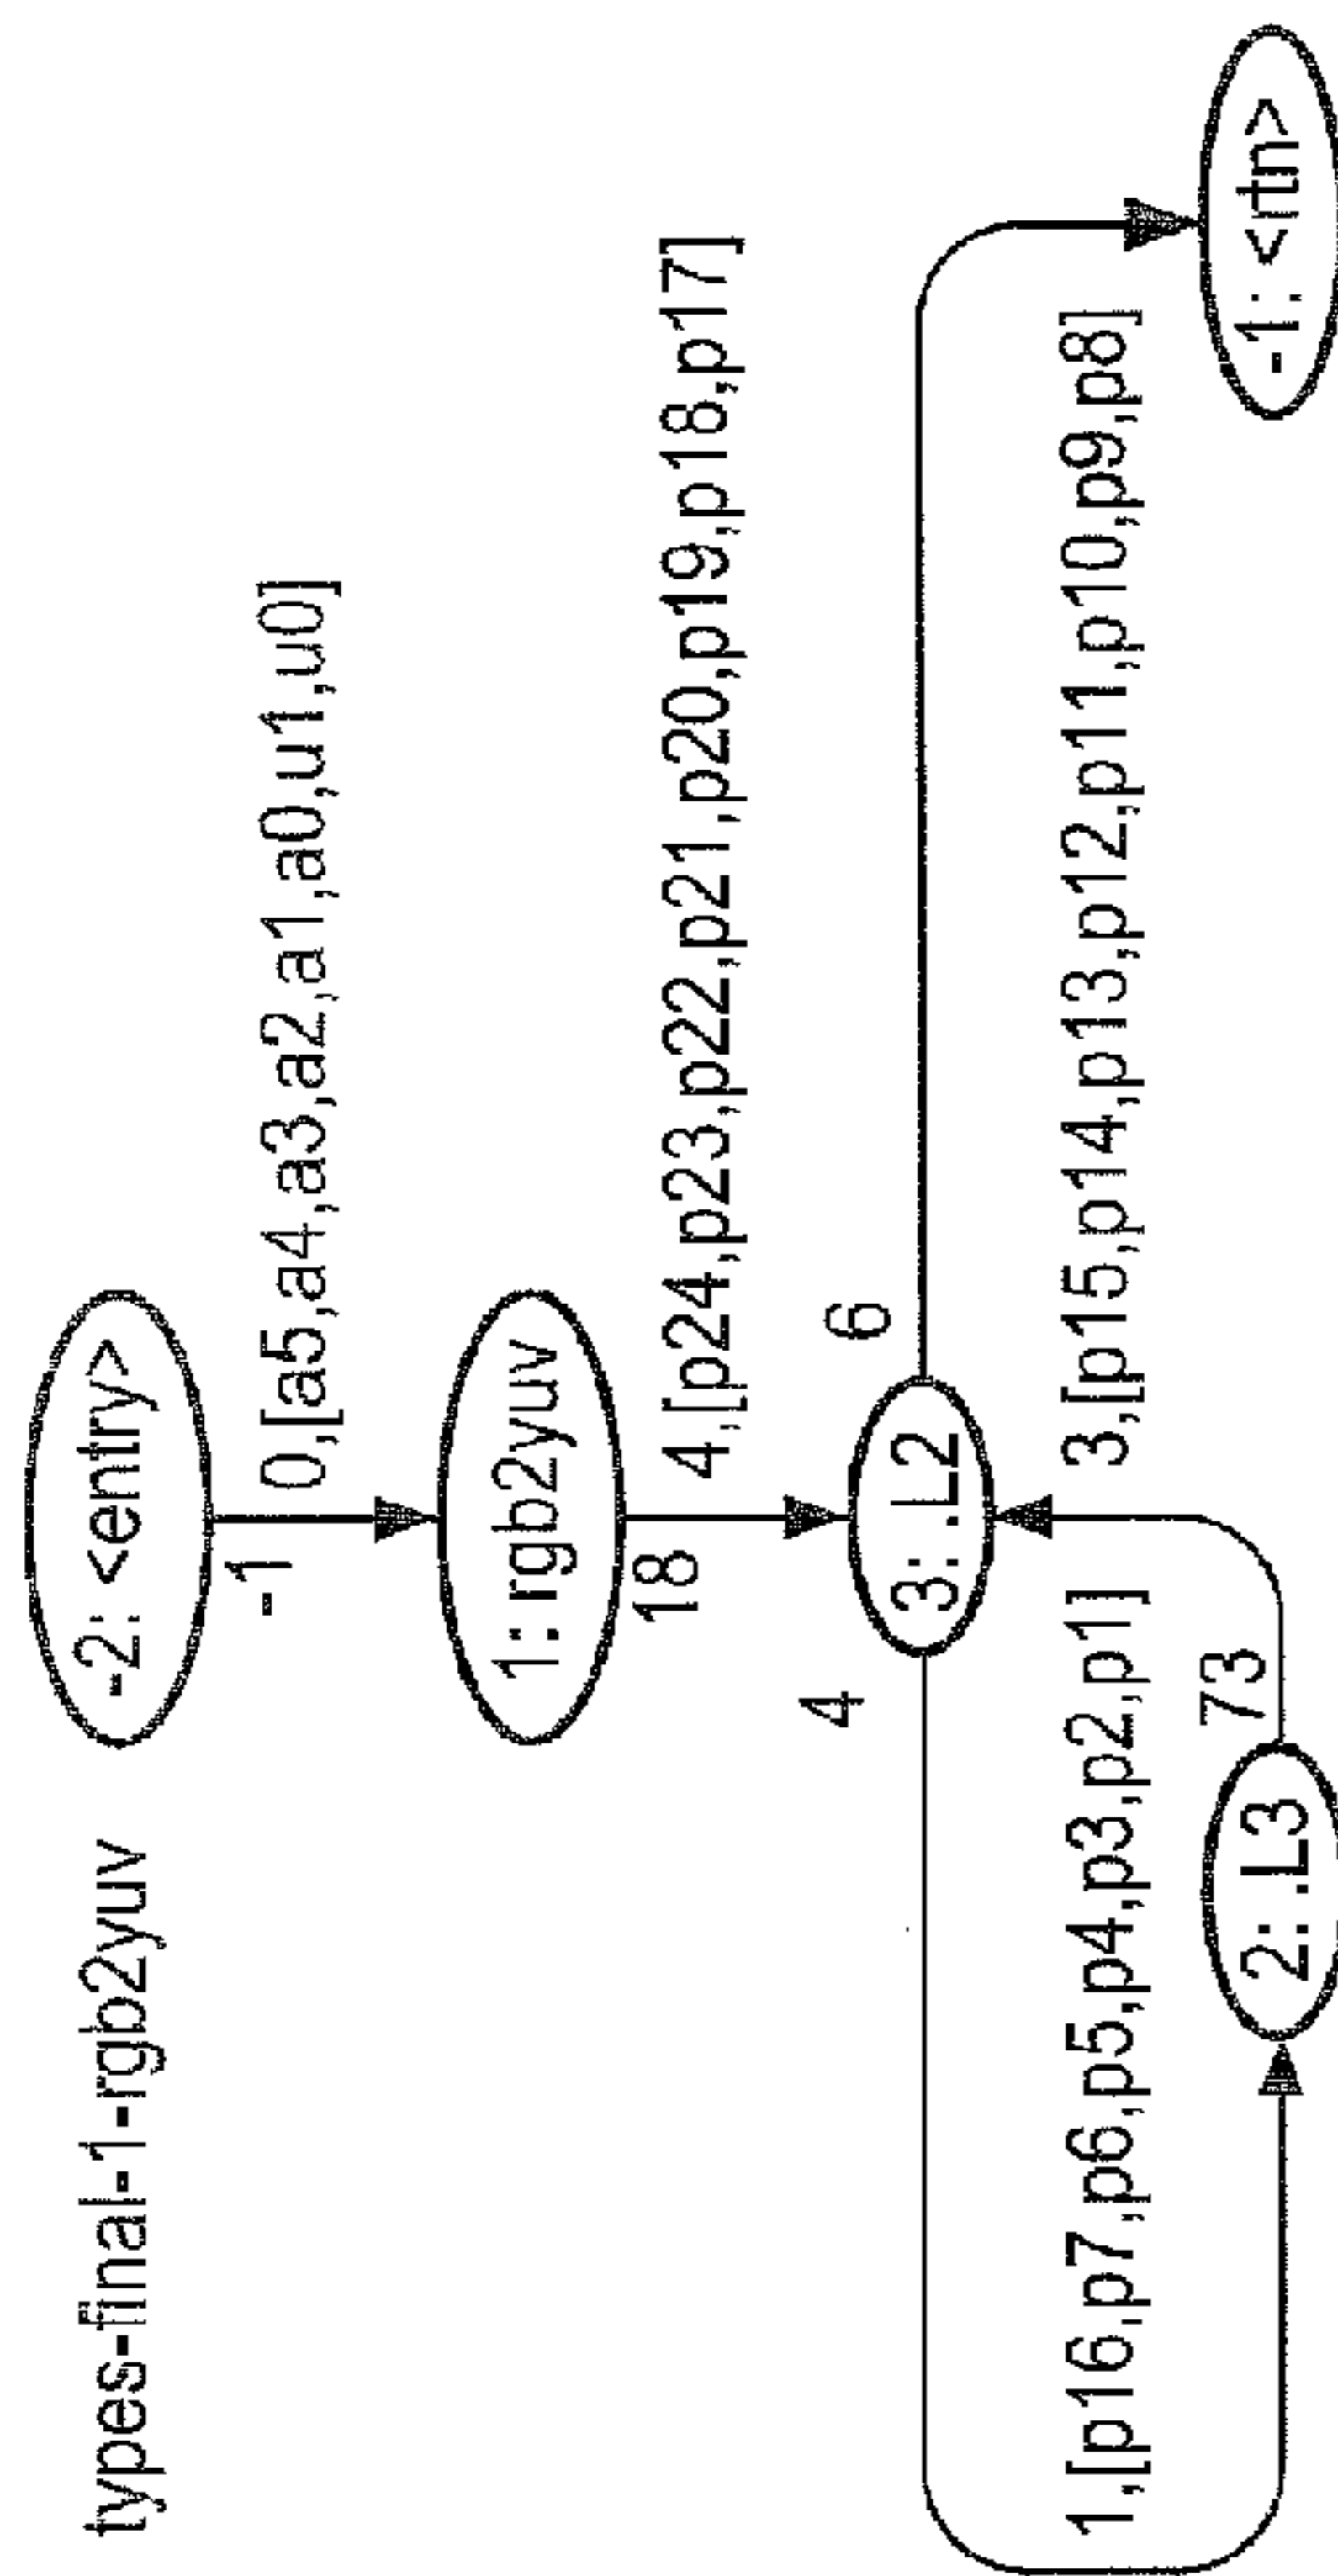 types-final-1-rgb2yuv
-2: <entry>
-1
0,[a5,a4,a3,a2,a1,a0,u1,u0]
1: rgb2yuv
18
4,[p24,p23,p22,p21,p20,p19,p18,p17]
4
3: .L2
6
1,[p16,p7,p6,p5,p4,p3,p2,p1]
3,[p15,p14,p13,p12,p11,p10,p9,p8]
73
2: .L3
-1: <rtn>